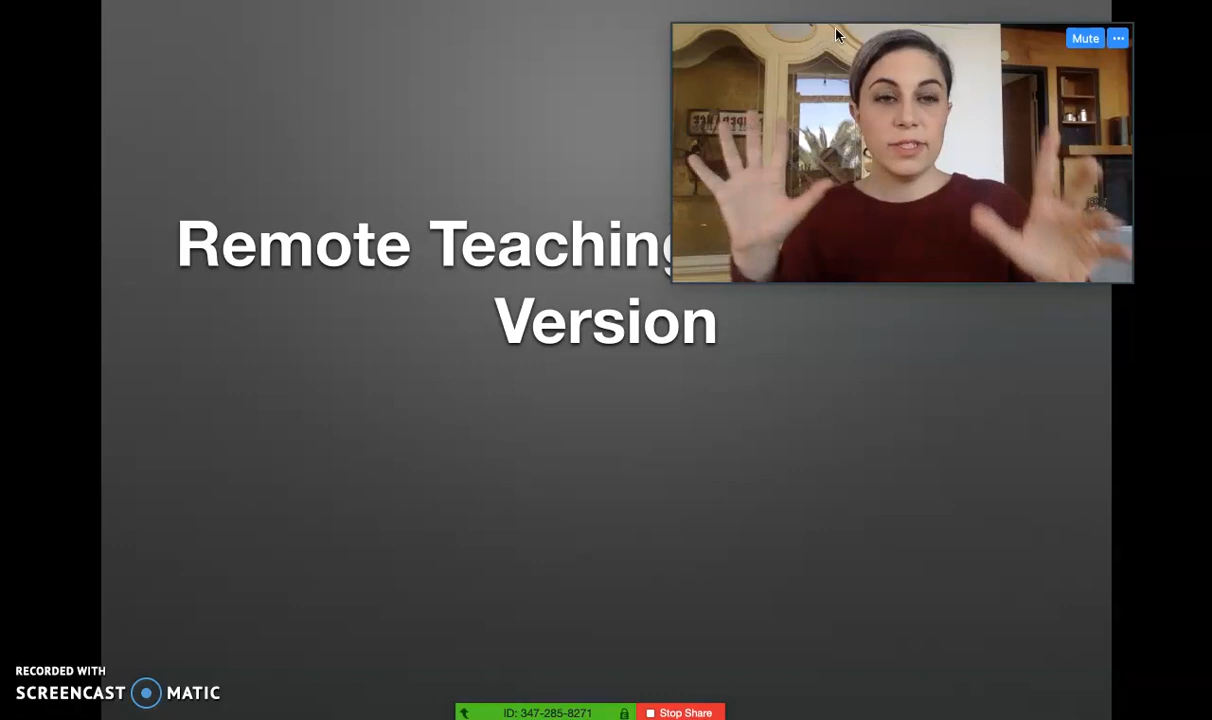 Mute
Remote Teaching
Version
RECORDED WITH
SCREENCAST MATIC
ID: 347-285-8271
Stop Share